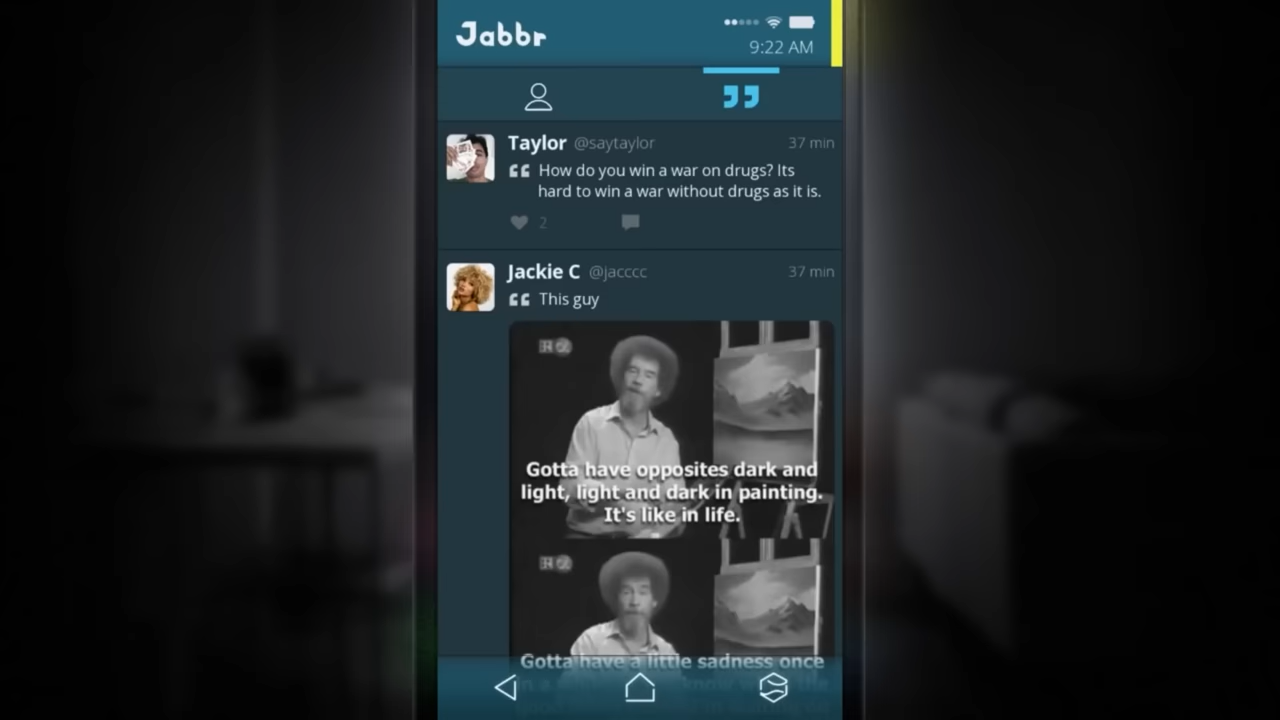 Jabbr
9:22 AM
Taylor @saytaylor 37 min
How do you win a war on drugs? Its
hard to win a war without drugs as it is.
2
Jackie C @jacccc 37 min
This guy
Gotta have opposites dark and
light, light and dark in painting.
It's like in life.
Gotta have a little sadness once
in a know